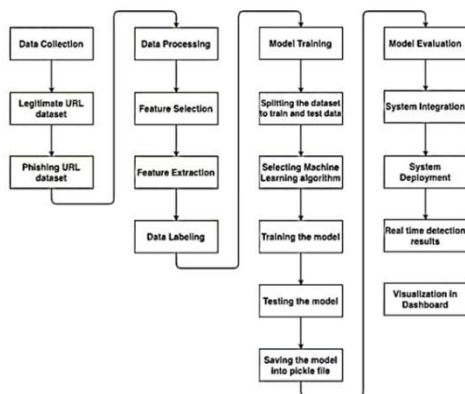 Data Collection
Legitimate URL
dataset
Phishing URL
dataset
Data Processing
Feature Selection
Feature Extraction
Data Labeling
Model Training
Splitting the dataset
to train and test data
Selecting Machine
Learning algorithm
Training the model
Testing the model
Saving the model
into pickle file
Model Evaluation
System Integration
System
Deployment
Real time detection
results
Visualization in
Dashboard